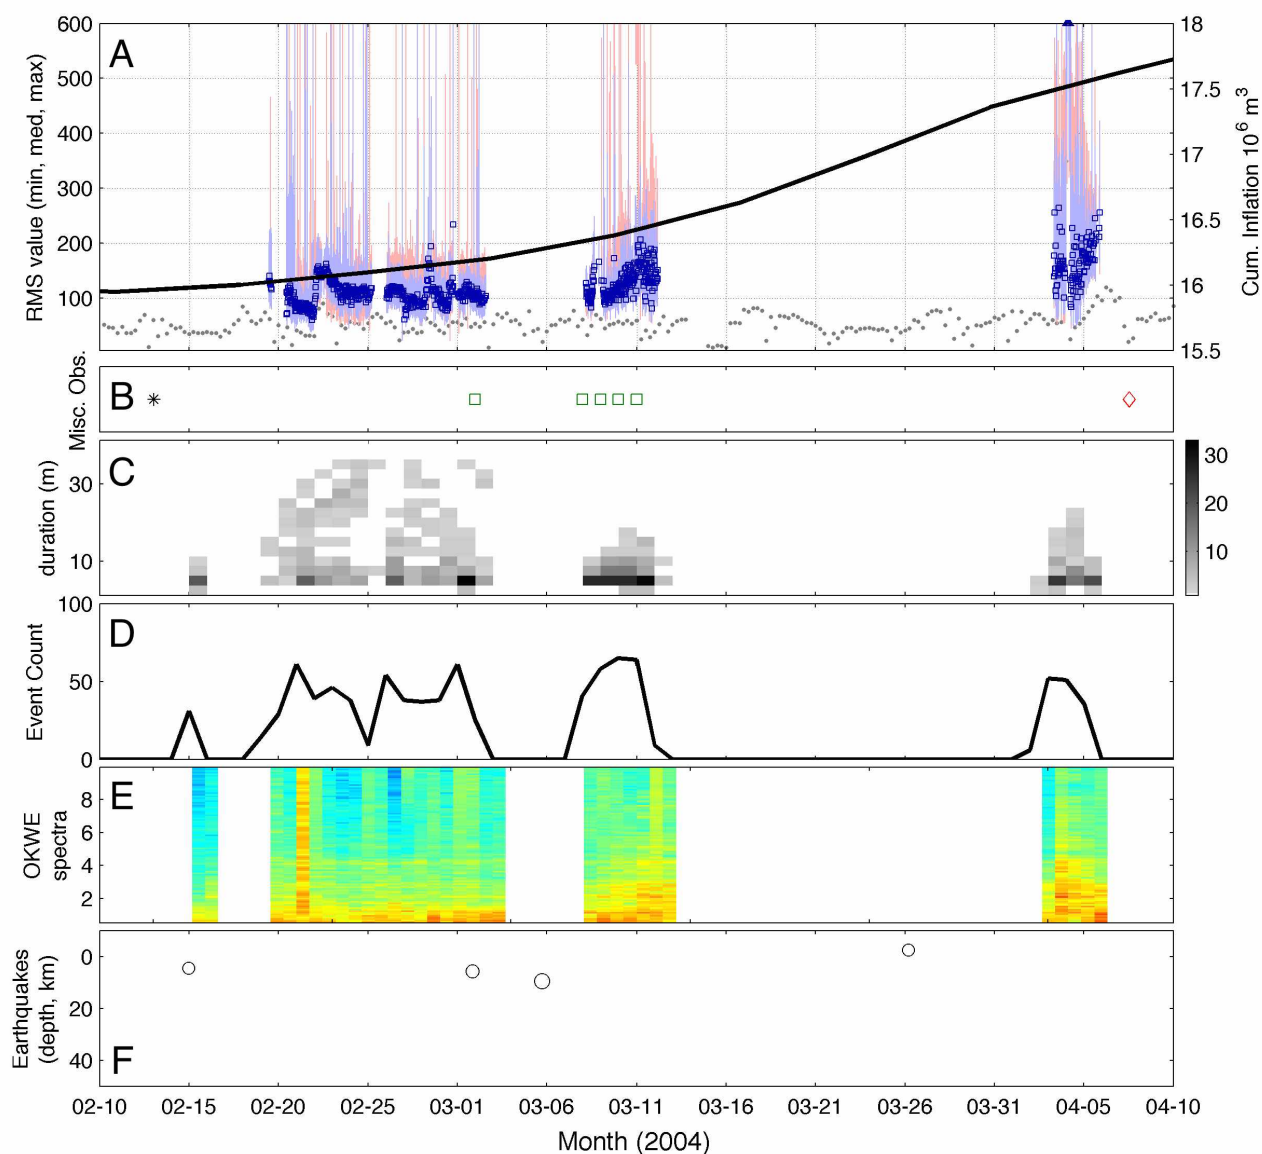 A
RMS value (min, med, max)
600
500
400
300
200
100
18
17.5
17
16.5
16
15.5
Cum. Inflation 10^6 m^3
B
Misc. Obs.
C
duration (m)
30
10
30
20
10
D
Event Count
100
50
0
E
OKWE
spectra
8
6
4
2
F
Earthquakes
(depth, km)
0
20
40
02-10 02-15 02-20 02-25 03-01 03-06 03-11 03-16 03-21 03-26 03-31 04-05 04-10
Month (2004)